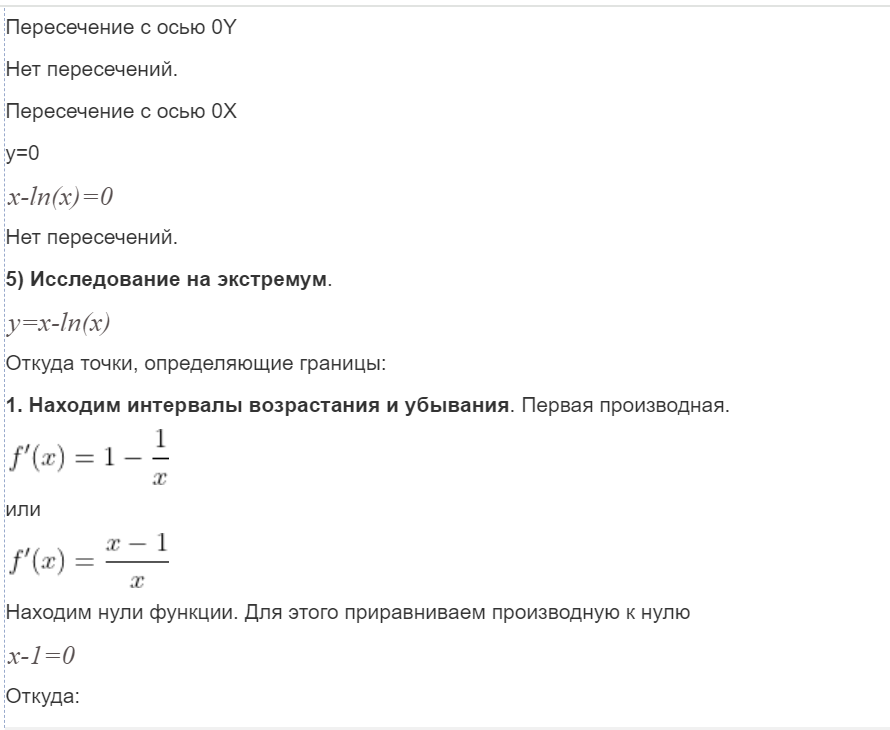 Пересечение с осью 0Y
Нет пересечений.
Пересечение с осью 0X
y=0
x-ln(x)=0
Нет пересечений.
5) Исследование на экстремум.
y=x-ln(x)
Откуда точки, определяющие границы:
1. Находим интервалы возрастания и убывания. Первая производная.
f′(x) = 1 − 1/x
или
f′(x) = x − 1/x
Находим нули функции. Для этого приравниваем производную к нулю
x-1=0
Откуда: